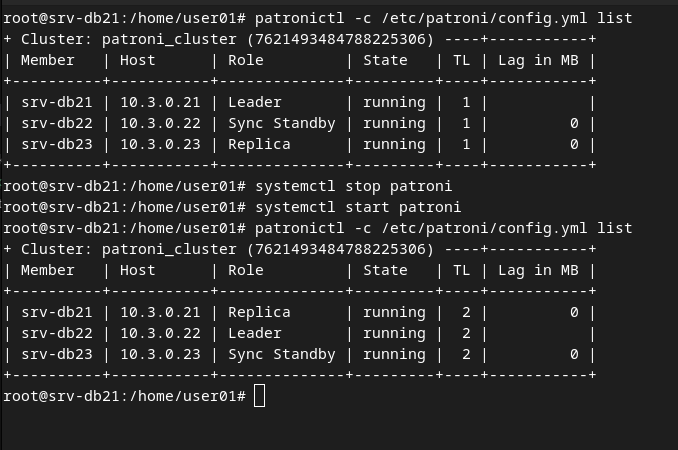 root@srv-db21:/home/user01# patronictl -c /etc/patroni/config.yml list
+ Cluster: patroni_cluster (7621493484788225306) ----+-----------+
| Member   | Host      | Role         | State   | TL | Lag in MB |
+----------+-----------+--------------+---------+----+-----------+
| srv-db21 | 10.3.0.21 | Leader       | running |  1 |           |
| srv-db22 | 10.3.0.22 | Sync Standby | running |  1 |         0 |
| srv-db23 | 10.3.0.23 | Replica      | running |  1 |         0 |
+----------+-----------+--------------+---------+----+-----------+
root@srv-db21:/home/user01# systemctl stop patroni
root@srv-db21:/home/user01# systemctl start patroni
root@srv-db21:/home/user01# patronictl -c /etc/patroni/config.yml list
+ Cluster: patroni_cluster (7621493484788225306) ----+-----------+
| Member   | Host      | Role         | State   | TL | Lag in MB |
+----------+-----------+--------------+---------+----+-----------+
| srv-db21 | 10.3.0.21 | Replica      | running |  2 |         0 |
| srv-db22 | 10.3.0.22 | Leader       | running |  2 |           |
| srv-db23 | 10.3.0.23 | Sync Standby | running |  2 |         0 |
+----------+-----------+--------------+---------+----+-----------+
root@srv-db21:/home/user01#